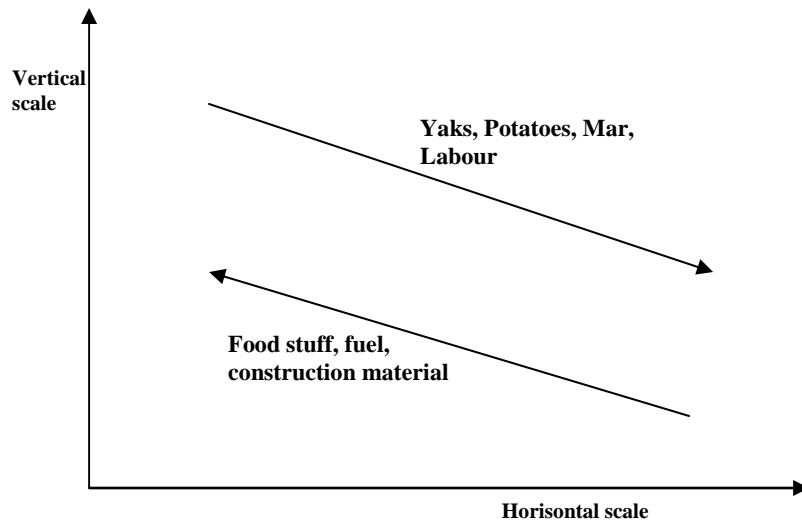 Vertical
scale
Yaks, Potatoes, Mar,
Labour
Food stuff, fuel,
construction material
Horisontal scale